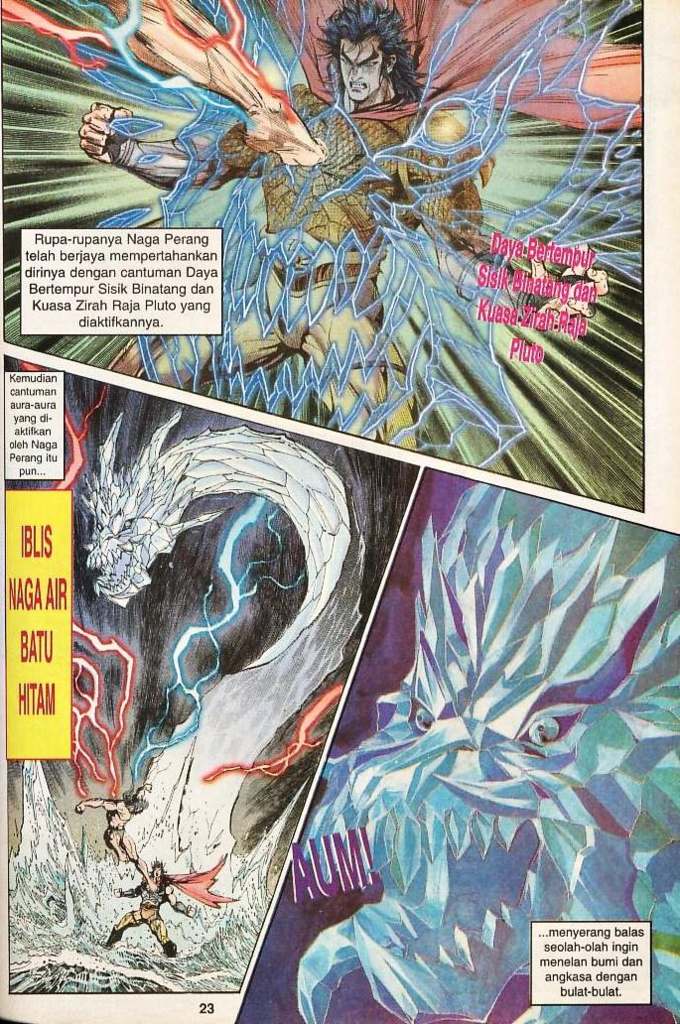 Rupa-rupanya Naga Perang
telah berjaya mempertahankan
dirinya dengan cantuman Daya
Bertempur Sisik Binatang dan
Kuasa Zirah Raja Pluto yang
diaktifkannya.
Daya Bertempur
Sisik Binatang dan
Kuasa Zirah Raja
Pluto
Kemudian
cantuman
aura-aura
yang di-
aktifkan
oleh Naga
Perang itu
pun...
IBLIS
NAGA AIR
BATU
HITAM
AUM!
...menyerang balas
seolah-olah ingin
menelan bumi dan
angkasa dengan
bulat-bulat.
23